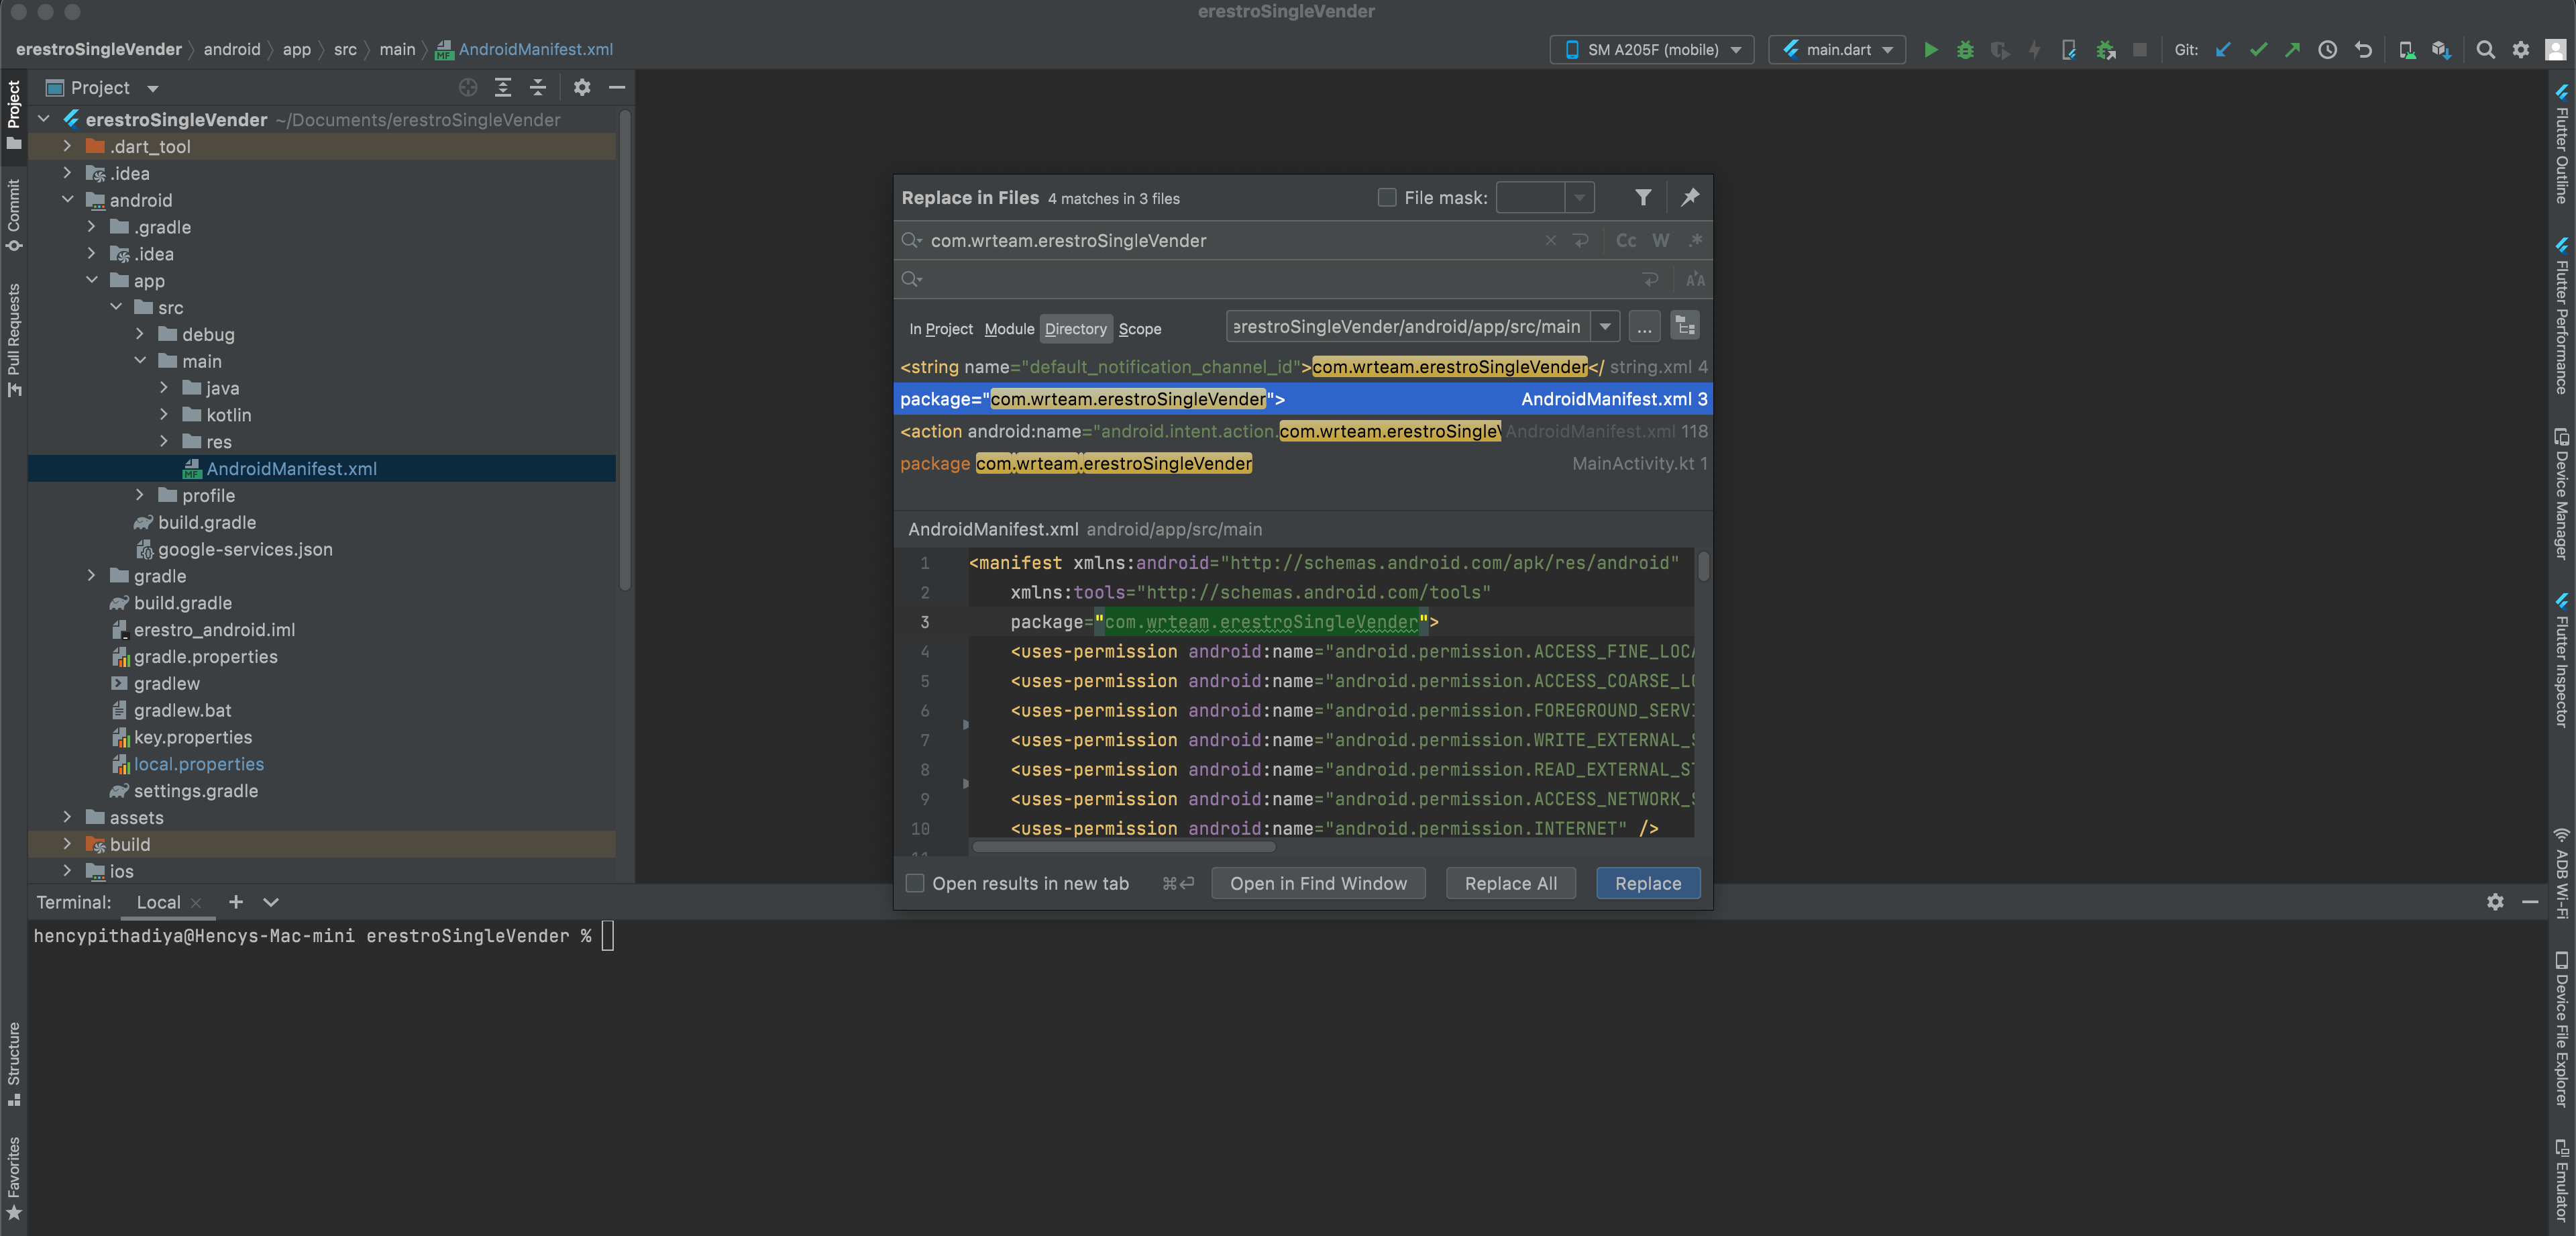 erestroSingleVender
erestroSingleVender android app src main AndroidManifest.xml
SM A205F (mobile) main.dart Git:
Project
Project
Commit
Pull Requests
Structure
Favorites
erestroSingleVender ~/Documents/erestroSingleVender
.dart_tool
.idea
android
.gradle
.idea
app
src
debug
main
java
kotlin
res
AndroidManifest.xml
profile
build.gradle
google-services.json
gradle
build.gradle
erestro_android.iml
gradle.properties
gradlew
gradlew.bat
key.properties
local.properties
settings.gradle
assets
build
ios
Replace in Files 4 matches in 3 files File mask:
com.wrteam.erestroSingleVender Cc W .*
In Project Module Directory Scope erestroSingleVender/android/app/src/main ...
<string name="default_notification_channel_id">com.wrteam.erestroSingleVender</ string.xml 4
package="com.wrteam.erestroSingleVender"> AndroidManifest.xml 3
<action android:name="android.intent.action.com.wrteam.erestroSingleV AndroidManifest.xml 118
package com.wrteam.erestroSingleVender MainActivity.kt 1
AndroidManifest.xml android/app/src/main
1 <manifest xmlns:android="http://schemas.android.com/apk/res/android"
2 xmlns:tools="http://schemas.android.com/tools"
3 package="com.wrteam.erestroSingleVender">
4 <uses-permission android:name="android.permission.ACCESS_FINE_LOCA
5 <uses-permission android:name="android.permission.ACCESS_COARSE_LO
6 <uses-permission android:name="android.permission.FOREGROUND_SERVI
7 <uses-permission android:name="android.permission.WRITE_EXTERNAL_S
8 <uses-permission android:name="android.permission.READ_EXTERNAL_ST
9 <uses-permission android:name="android.permission.ACCESS_NETWORK_S
10 <uses-permission android:name="android.permission.INTERNET" />
11
Open results in new tab ⌘↩ Open in Find Window Replace All Replace
Terminal: Local
hencypithadiya@Hencys-Mac-mini erestroSingleVender %
Flutter Outline
Flutter Performance
Device Manager
Flutter Inspector
ADB Wi-Fi
Device File Explorer
Emulator